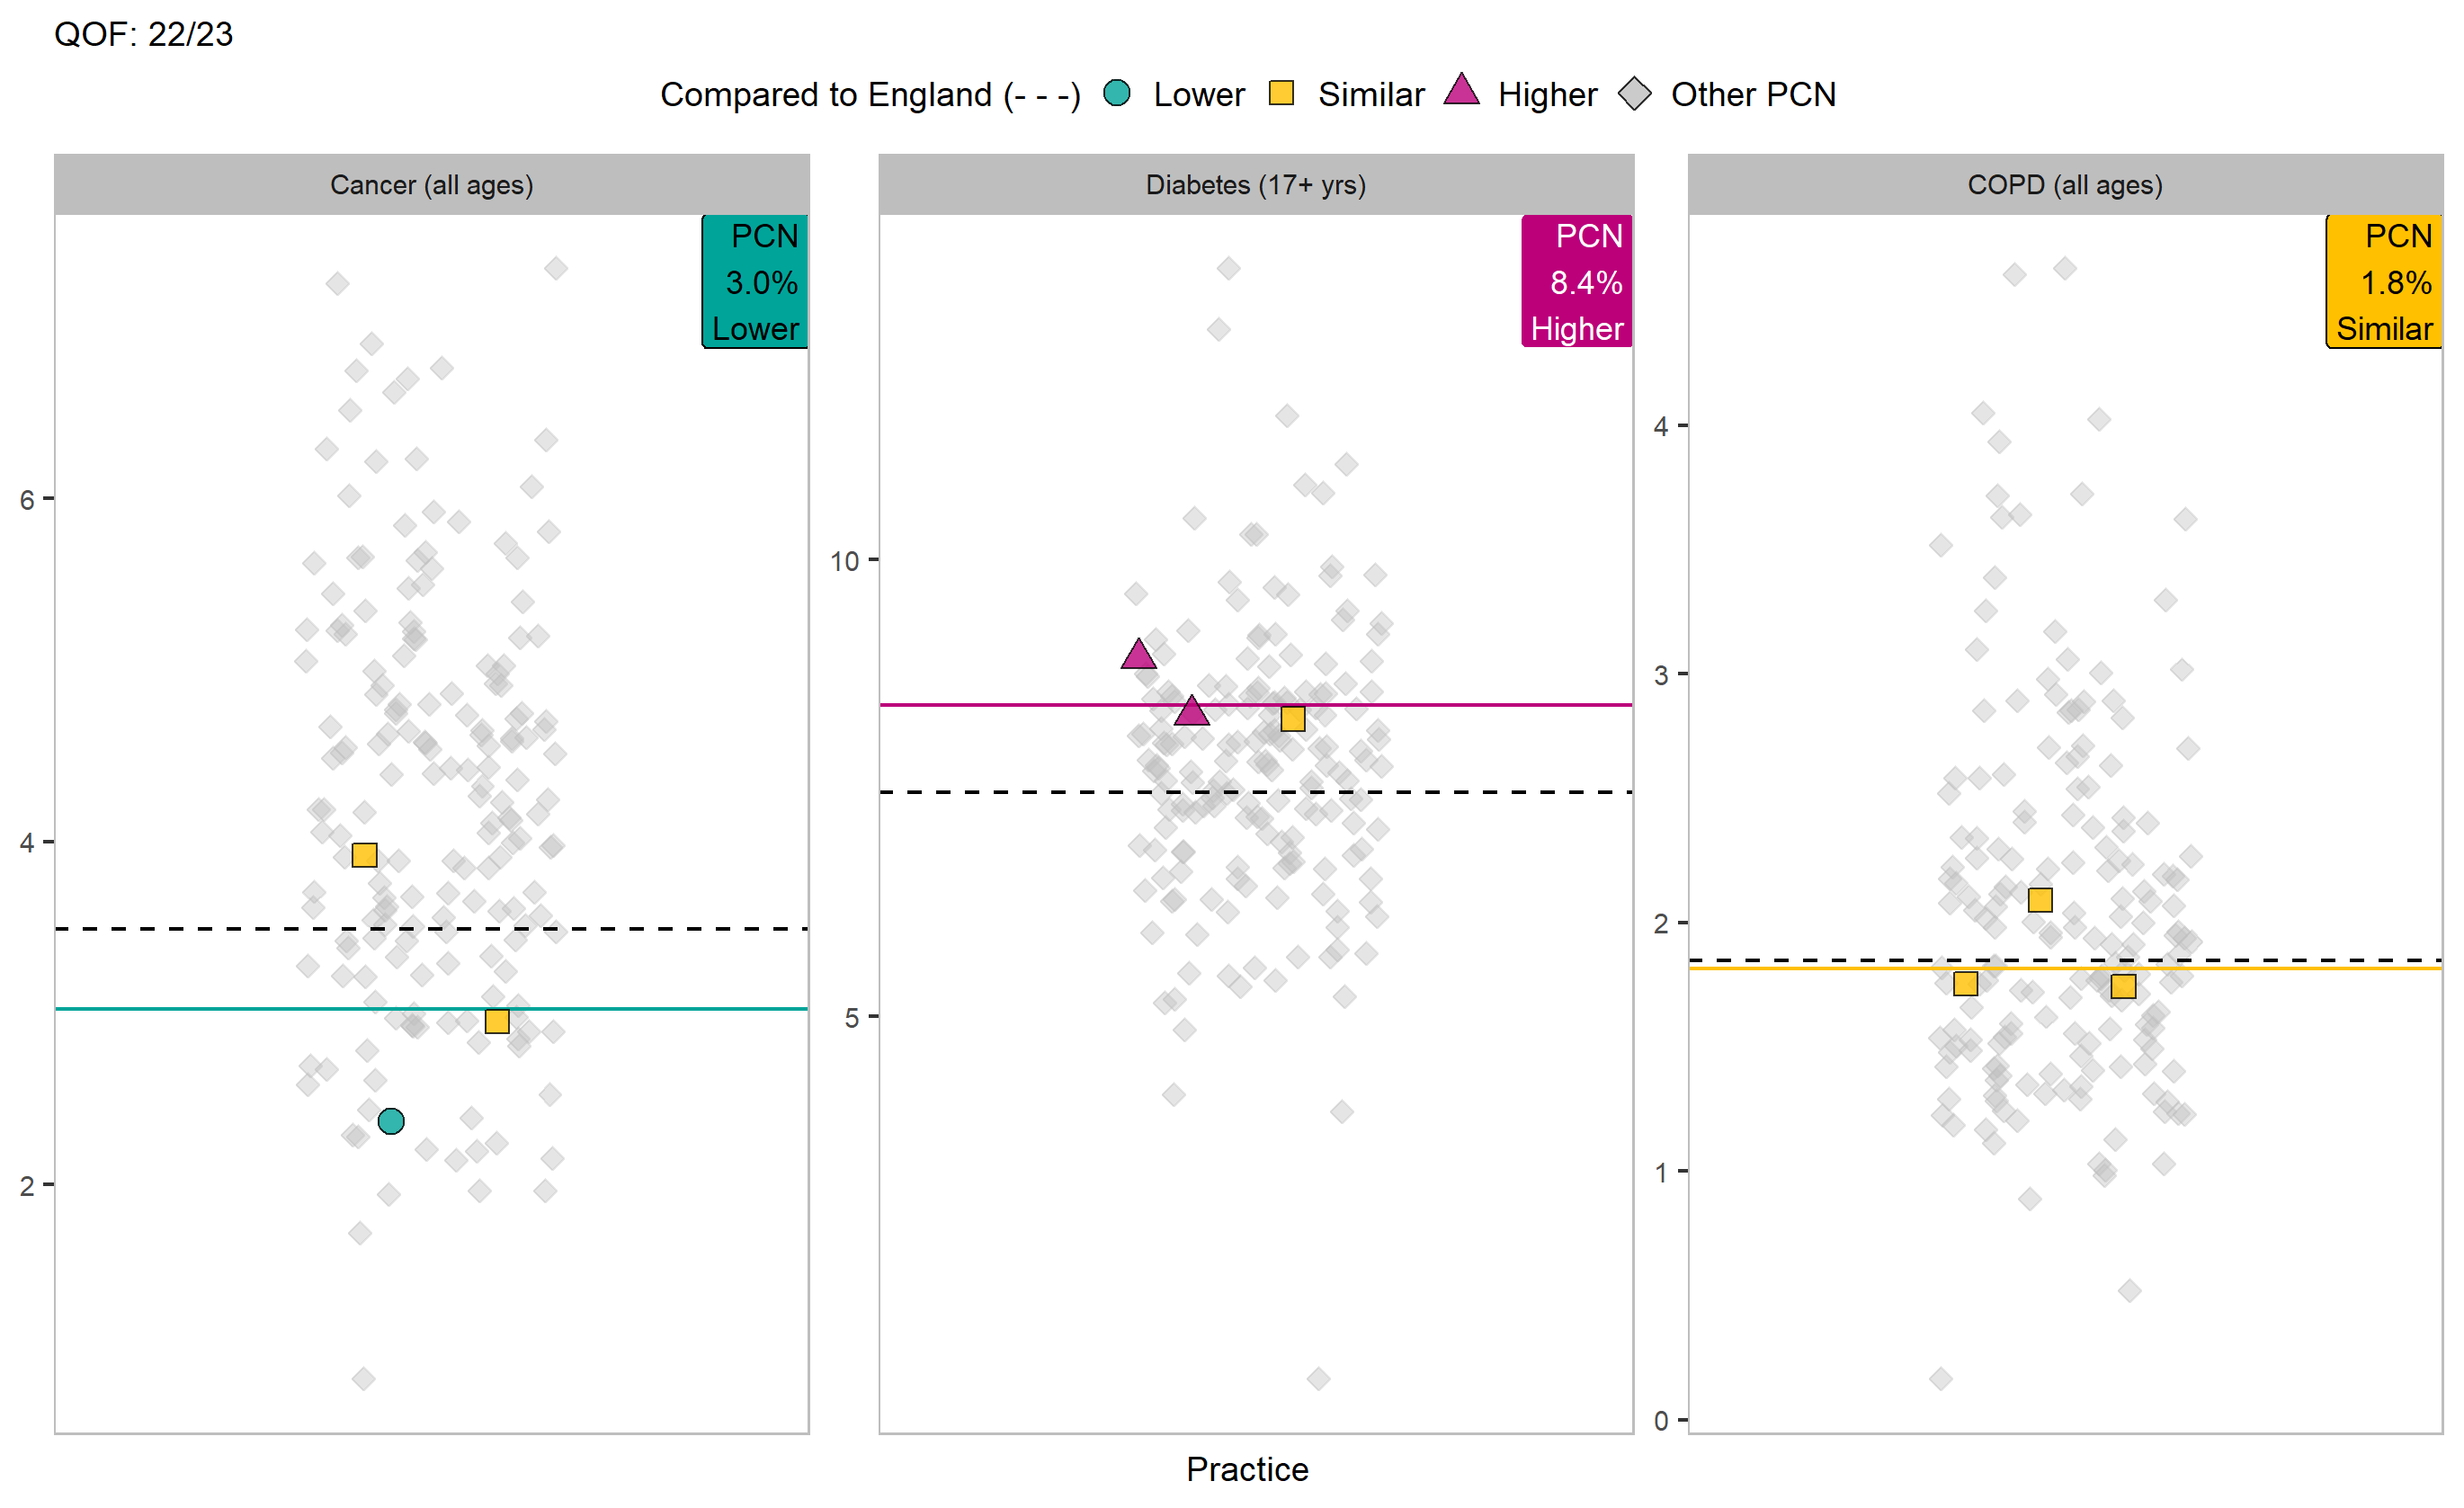 QOF: 22/23
Compared to England (- - -) Lower Similar Higher Other PCN
Cancer (all ages)
PCN
3.0%
Lower
6
4
2
Diabetes (17+ yrs)
PCN
8.4%
Higher
10
5
COPD (all ages)
PCN
1.8%
Similar
4
3
2
1
0
Practice